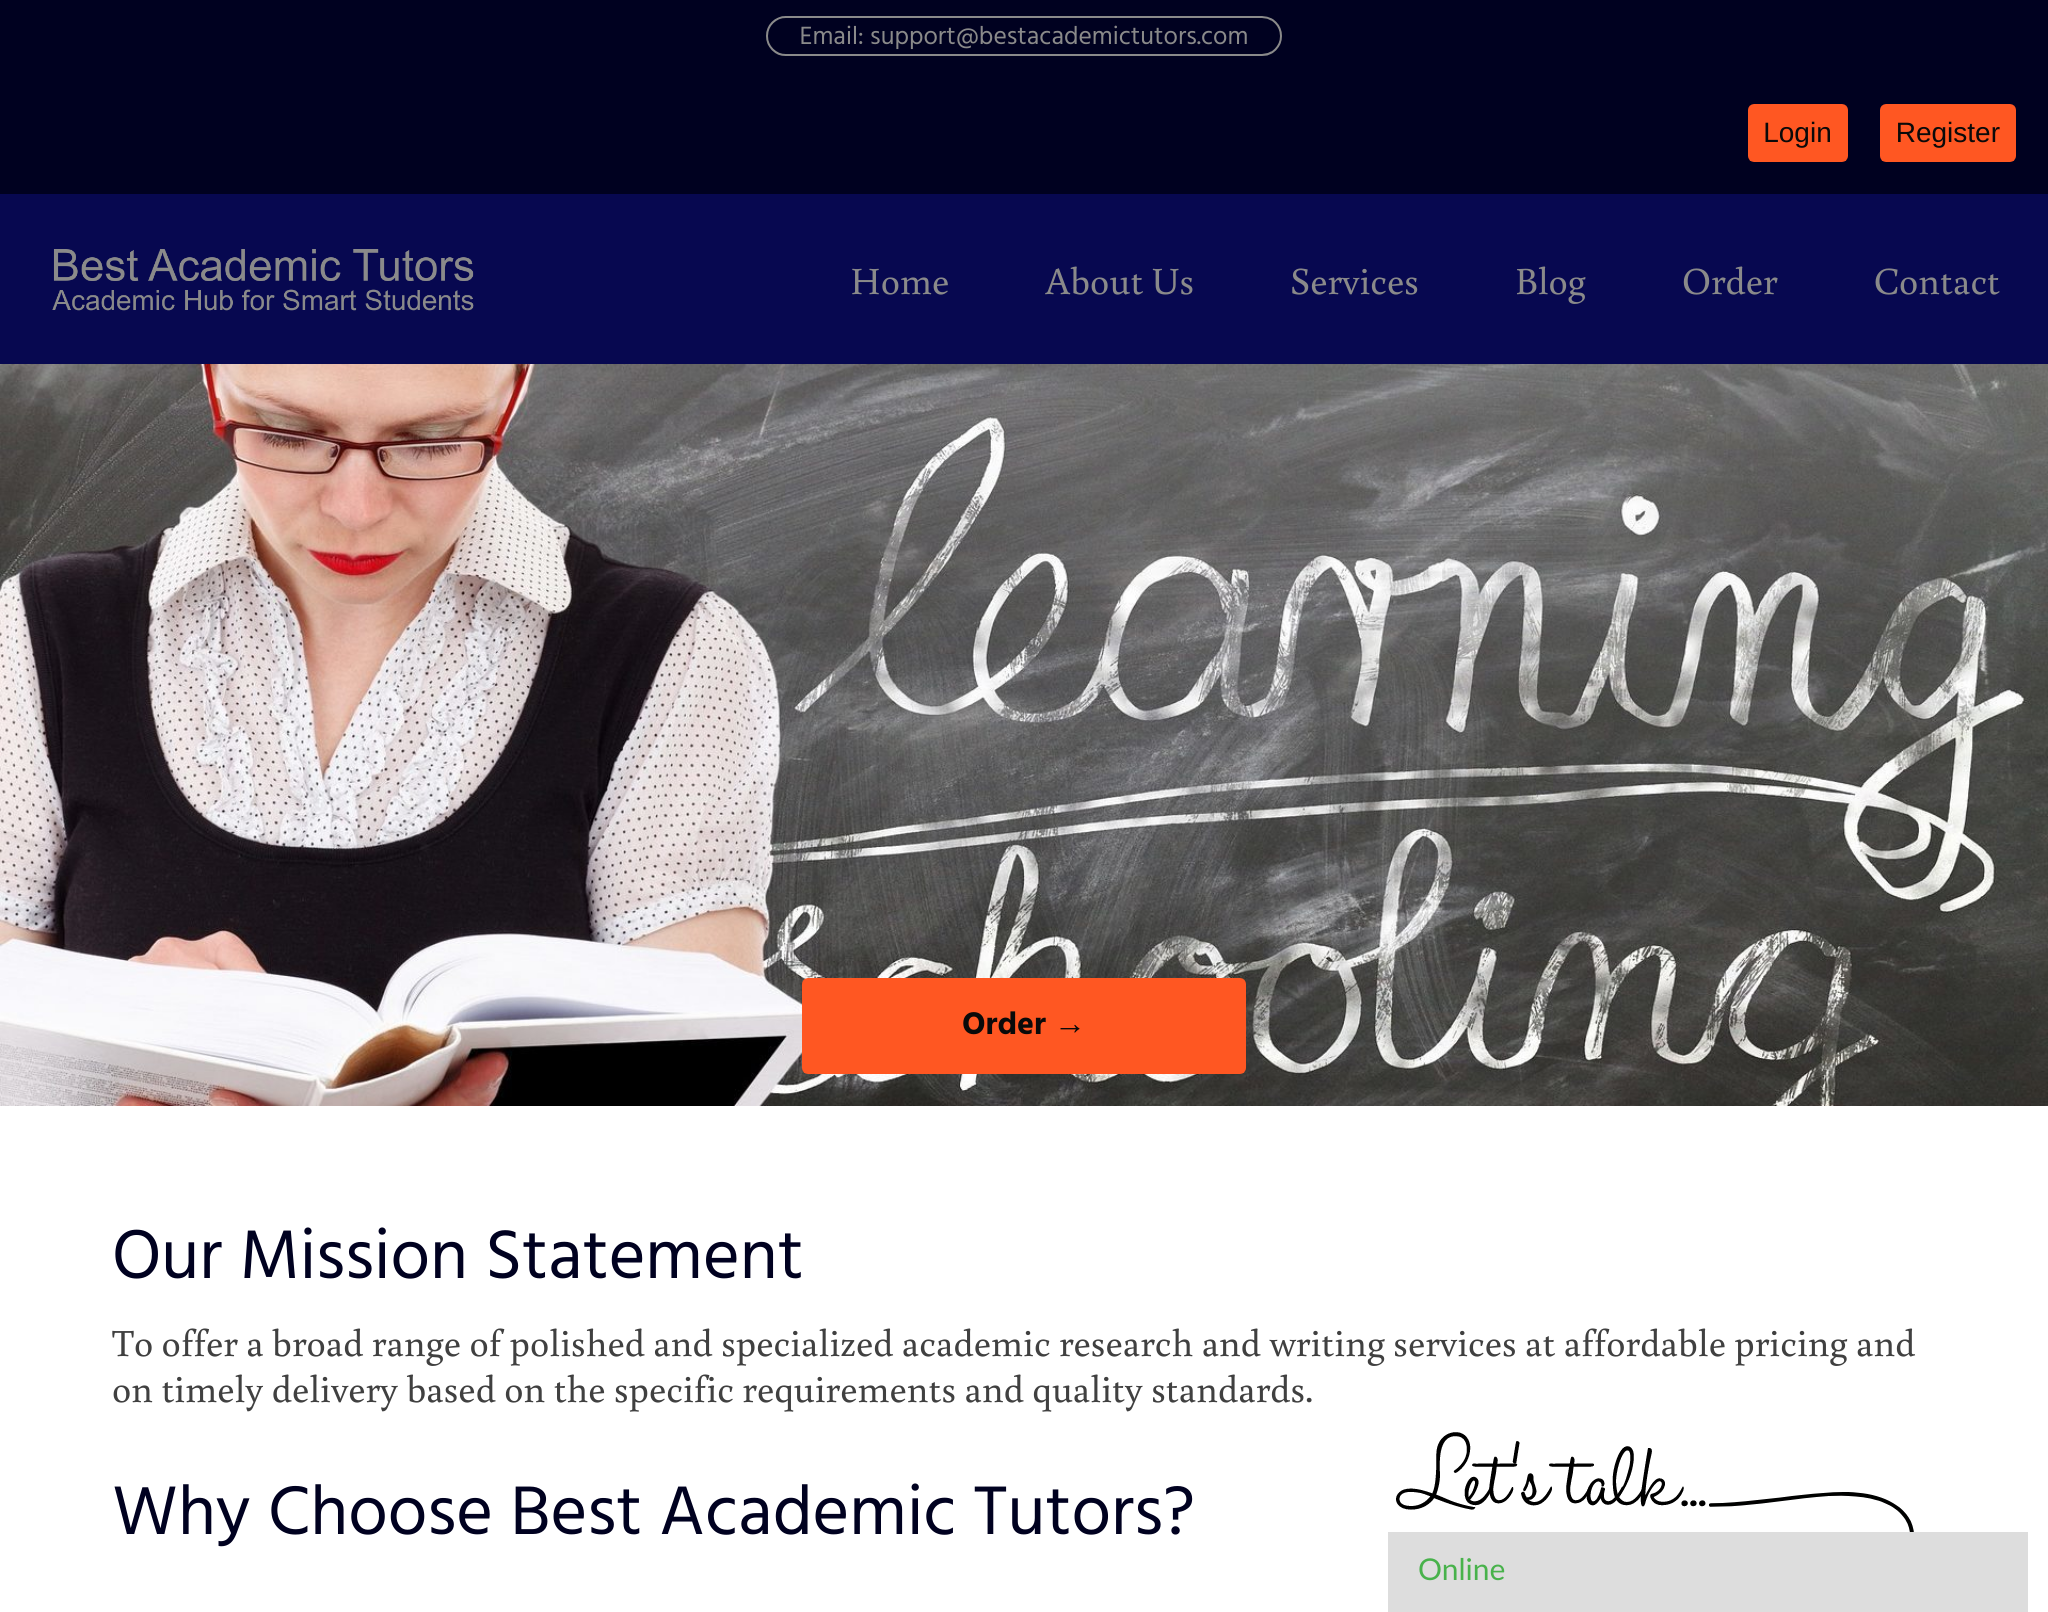 Email: support@bestacademictutors.com
Login Register
Best Academic Tutors
Academic Hub for Smart Students
Home About Us Services Blog Order Contact
learning
schooling
Order →
Our Mission Statement
To offer a broad range of polished and specialized academic research and writing services at affordable pricing and
on timely delivery based on the specific requirements and quality standards.
Let's talk...
Why Choose Best Academic Tutors?
Online